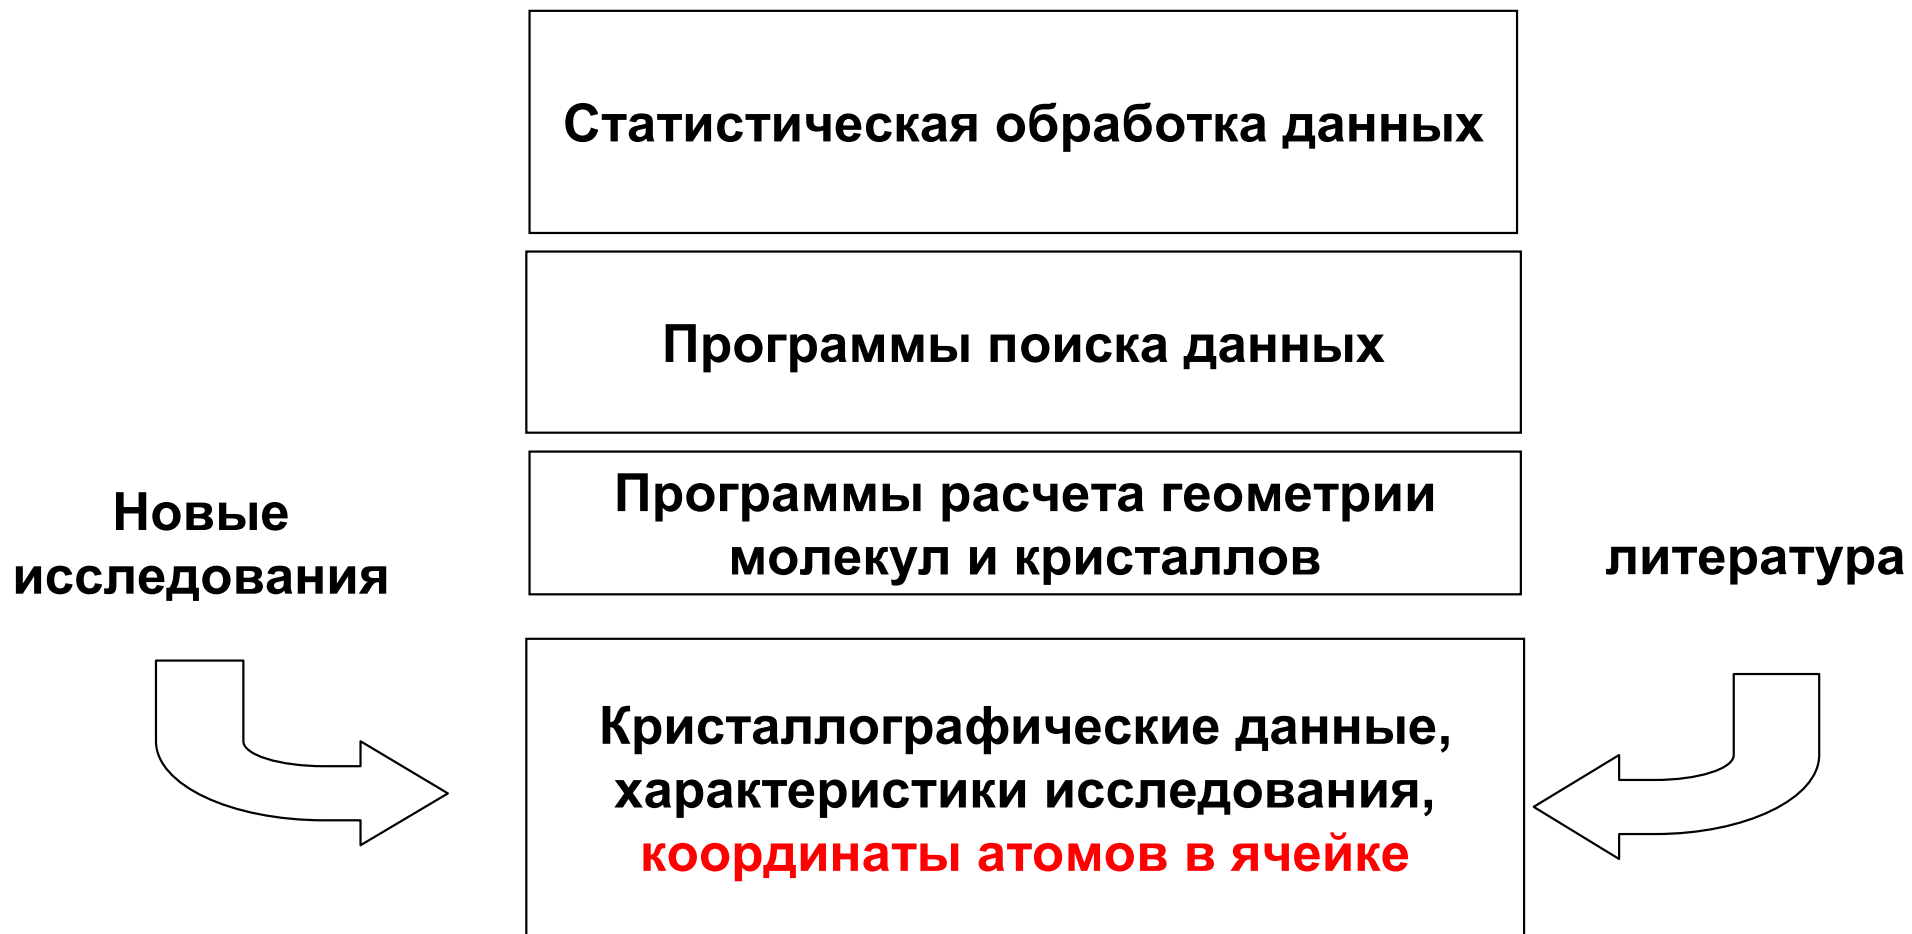 Статистическая обработка данных
Программы поиска данных
Программы расчета геометрии
молекул и кристаллов
Новые
исследования
литература
Кристаллографические данные,
характеристики исследования,
координаты атомов в ячейке